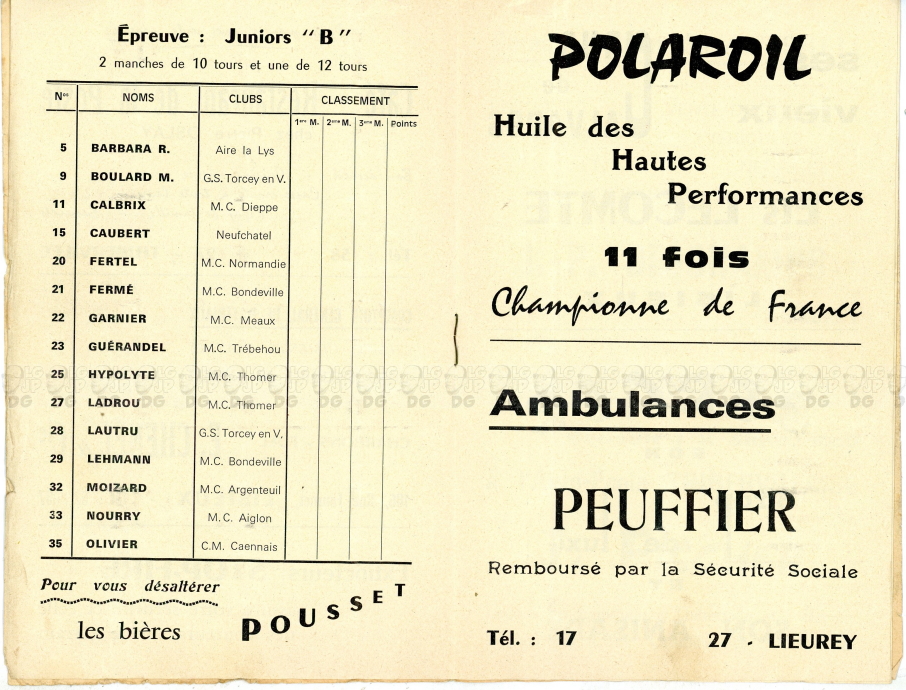 Épreuve : Juniors "B"
2 manches de 10 tours et une de 12 tours
Nos NOMS CLUBS CLASSEMENT
1ère M. 2ème M. 3ème M. Points
5 BARBARA R. Aire la Lys
9 BOULARD M. G.S. Torcey en V.
11 CALBRIX M.C. Dieppe
15 CAUBERT Neufchatel
20 FERTEL M.C. Normandie
21 FERMÉ M.C. Bondeville
22 GARNIER M.C. Meaux
23 GUÉRANDEL M.C. Trébehou
25 HYPOLYTE M.C. Thomer
27 LADROU M.C. Thomer
28 LAUTRU G.S. Torcey en V.
29 LEHMANN M.C. Bondeville
32 MOIZARD M.C. Argenteuil
33 NOURRY M.C. Aiglon
35 OLIVIER C.M. Caennais
Pour vous désaltérer
les bières POUSSET
POLAROIL
Huile des
Hautes
Performances
11 fois
Championne de France
Ambulances
PEUFFIER
Remboursé par la Sécurité Sociale
Tél. : 17 27 - LIEUREY